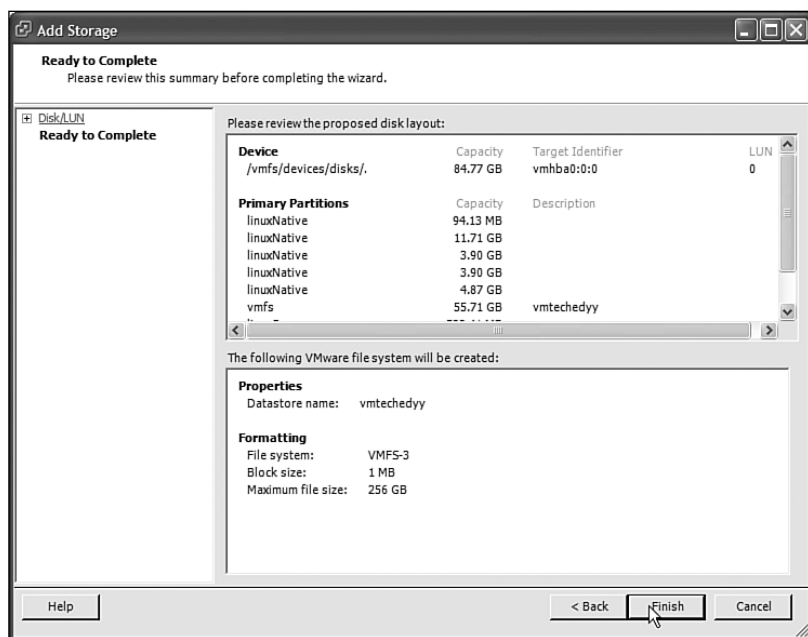 Add Storage
Ready to Complete
Please review this summary before completing the wizard.
Disk/LUN
Ready to Complete
Please review the proposed disk layout:
Device Capacity Target Identifier LUN
/vmfs/devices/disks/. 84.77 GB vmhba0:0:0 0
Primary Partitions Capacity Description
linuxNative 94.13 MB
linuxNative 11.71 GB
linuxNative 3.90 GB
linuxNative 3.90 GB
linuxNative 4.87 GB
vmfs 55.71 GB vmtechedyy
The following VMware file system will be created:
Properties
Datastore name: vmtechedyy
Formatting
File system: VMFS-3
Block size: 1 MB
Maximum file size: 256 GB
Help < Back Finish Cancel